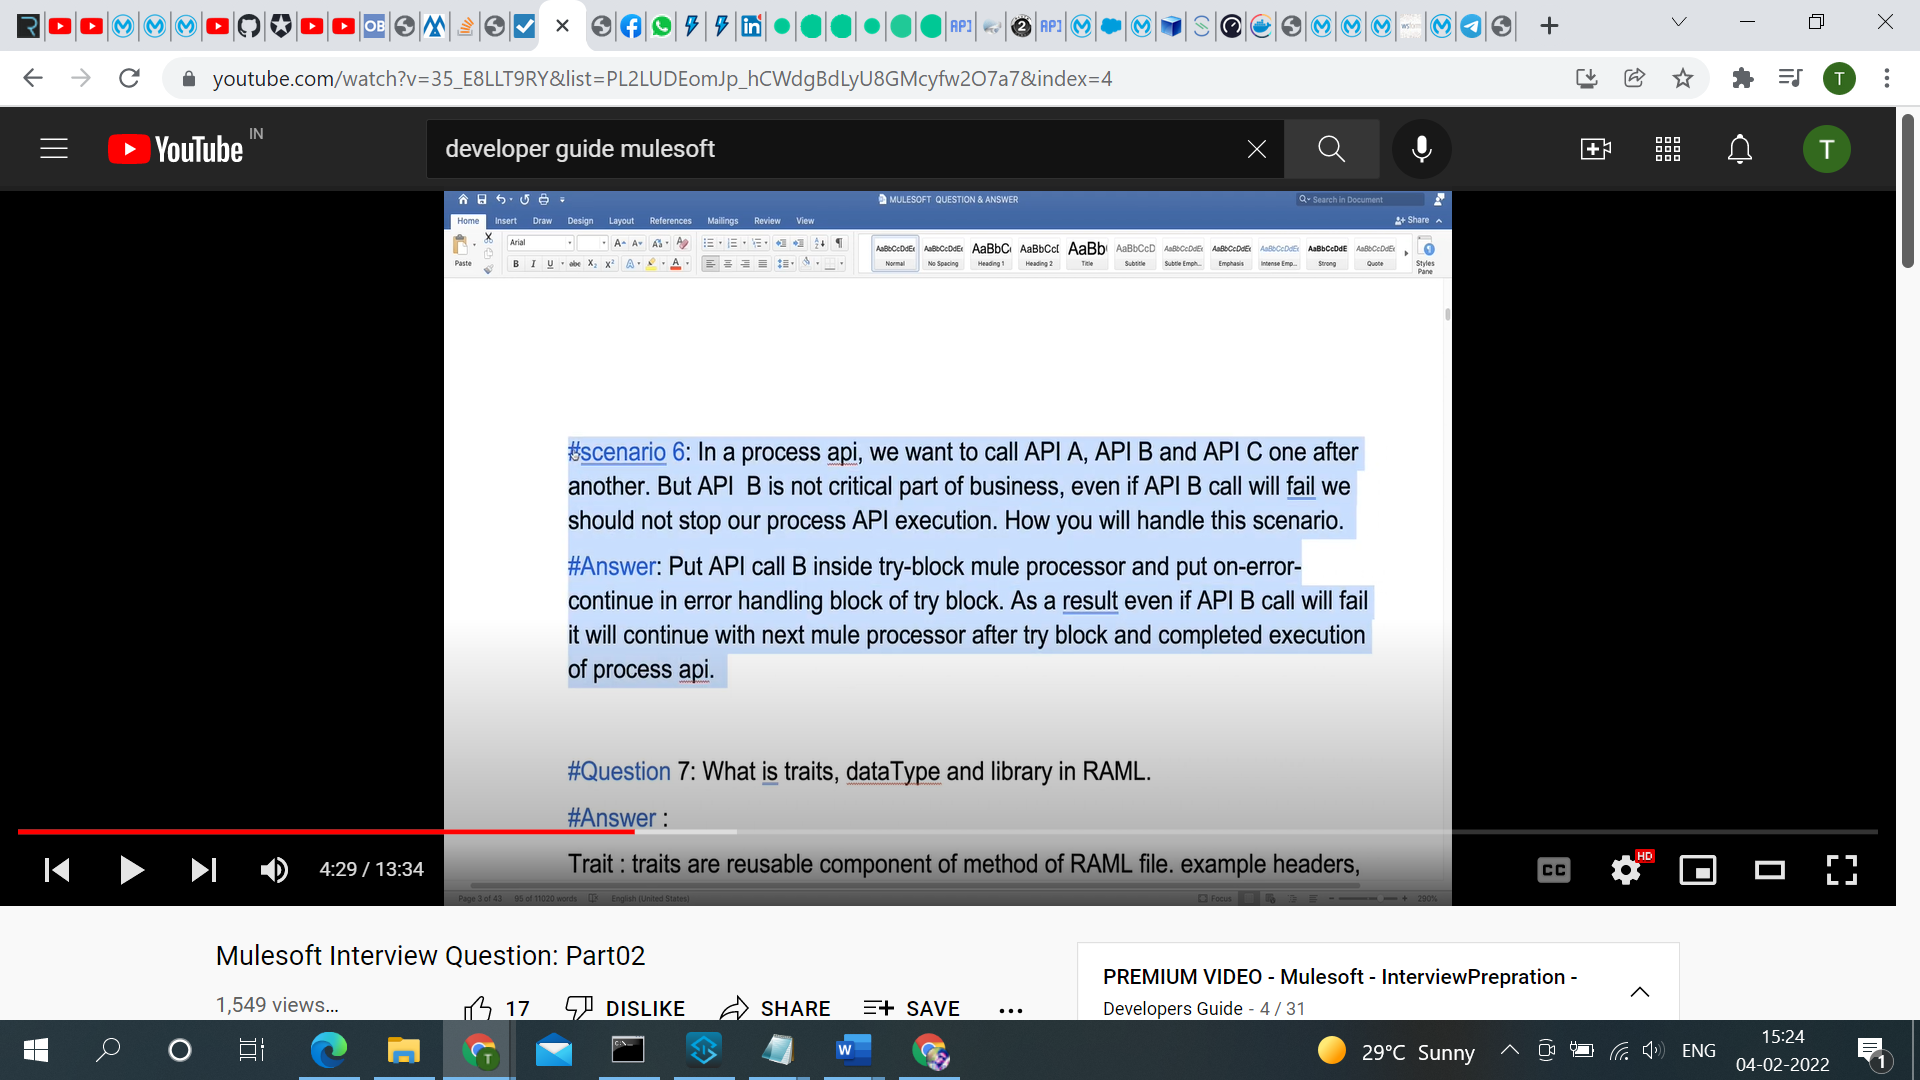 youtube.com/watch?v=35_E8LLT9RY&list=PL2LUDEomJp_hCWdgBdLyU8GMcyfw2O7a7&index=4
YouTube IN
developer guide mulesoft
T
MULESOFT QUESTION & ANSWER
Search in Document
Home Insert Draw Design Layout References Mailings Review View
Share
Paste
Arial
AaBbCcDdEe Normal
AaBbCcDdEe No Spacing
AaBbC Heading 1
AaBbCcD Heading 2
AaBb Title
AaBbCcD Subtitle
AaBbCcDdEe Subtle Emph...
AaBbCcDdEe Emphasis
AaBbCcDdEe Intense Emp...
AaBbCcDdE Strong
AaBbCcDdEe Quote
Styles Pane
#scenario 6: In a process api, we want to call API A, API B and API C one after
another. But API  B is not critical part of business, even if API B call will fail we
should not stop our process API execution. How you will handle this scenario.
#Answer: Put API call B inside try-block mule processor and put on-error-
continue in error handling block of try block. As a result even if API B call will fail
it will continue with next mule processor after try block and completed execution
of process api.
#Question 7: What is traits, dataType and library in RAML.
#Answer :
Trait : traits are reusable component of method of RAML file. example headers,
4:29 / 13:34
CC
HD
Page 3 of 43 95 of 11020 words English (United States)
Focus
290%
Mulesoft Interview Question: Part02
1,549 views...
17 DISLIKE SHARE SAVE ...
PREMIUM VIDEO - Mulesoft - InterviewPrepration -
Developers Guide - 4 / 31
29°C Sunny
ENG
15:24
04-02-2022
1